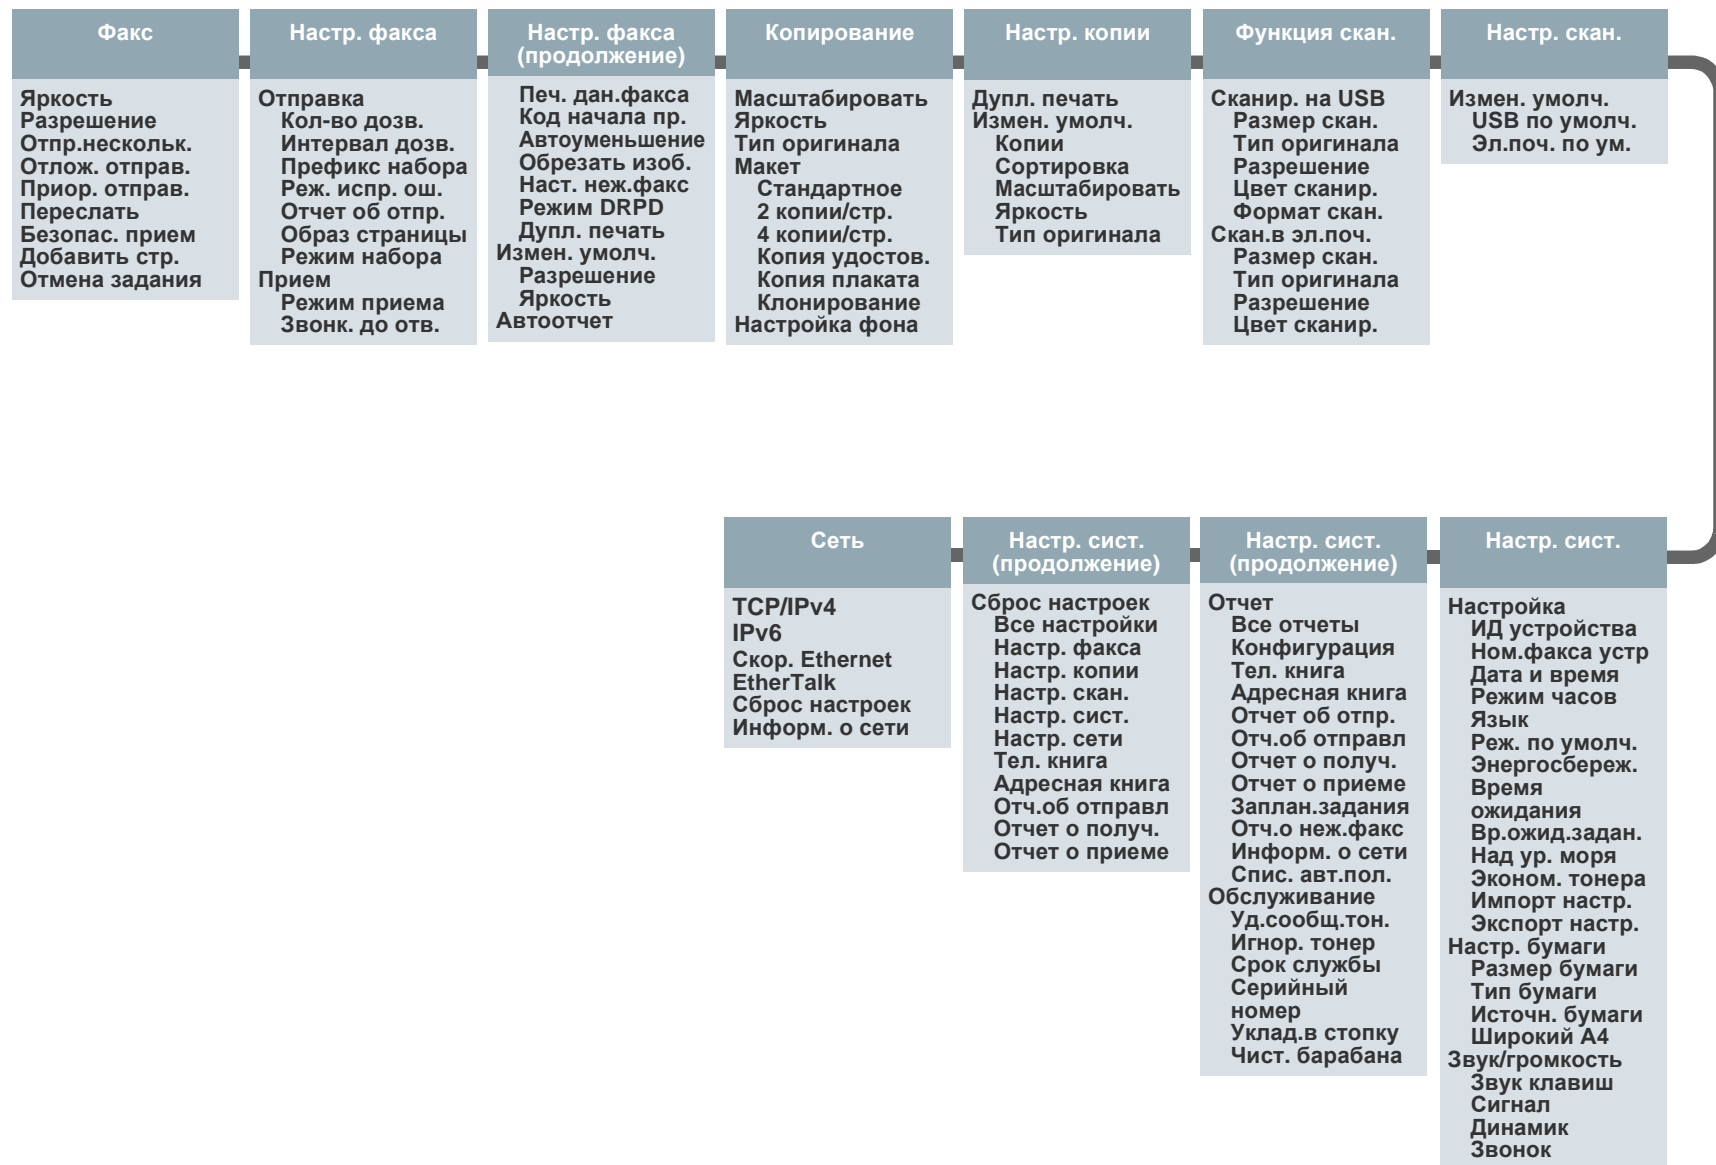 Факс
Яркость
Разрешение
Отпр.нескольк.
Отлож. отправ.
Приор. отправ.
Переслать
Безопас. прием
Добавить стр.
Отмена задания
Настр. факса
Отправка
Кол-во дозв.
Интервал дозв.
Префикс набора
Реж. испр. ош.
Отчет об отпр.
Образ страницы
Режим набора
Прием
Режим приема
Звонк. до отв.
Настр. факса
(продолжение)
Печ. дан.факса
Код начала пр.
Автоуменьшение
Обрезать изоб.
Наст. неж.факс
Режим DRPD
Дупл. печать
Измен. умолч.
Разрешение
Яркость
Автоотчет
Копирование
Масштабировать
Яркость
Тип оригинала
Макет
Стандартное
2 копии/стр.
4 копии/стр.
Копия удостов.
Копия плаката
Клонирование
Настройка фона
Настр. копии
Дупл. печать
Измен. умолч.
Копии
Сортировка
Масштабировать
Яркость
Тип оригинала
Функция скан.
Сканир. на USB
Размер скан.
Тип оригинала
Разрешение
Цвет сканир.
Формат скан.
Скан.в эл.поч.
Размер скан.
Тип оригинала
Разрешение
Цвет сканир.
Настр. скан.
Измен. умолч.
USB по умолч.
Эл.поч. по ум.
Сеть
TCP/IPv4
IPv6
Скор. Ethernet
EtherTalk
Сброс настроек
Информ. о сети
Настр. сист.
(продолжение)
Сброс настроек
Все настройки
Настр. факса
Настр. копии
Настр. скан.
Настр. сист.
Настр. сети
Тел. книга
Адресная книга
Отч.об отправл
Отчет о получ.
Отчет о приеме
Настр. сист.
(продолжение)
Отчет
Все отчеты
Конфигурация
Тел. книга
Адресная книга
Отчет об отпр.
Отч.об отправл
Отчет о получ.
Отчет о приеме
Заплан.задания
Отч.о неж.факс
Информ. о сети
Спис. авт.пол.
Обслуживание
Уд.сообщ.тон.
Игнор. тонер
Срок службы
Серийный
номер
Уклад.в стопку
Чист. барабана
Настр. сист.
Настройка
ИД устройства
Ном.факса устр
Дата и время
Режим часов
Язык
Реж. по умолч.
Энергосбереж.
Время
ожидания
Вр.ожид.задан.
Над ур. моря
Эконом. тонера
Импорт настр.
Экспорт настр.
Настр. бумаги
Размер бумаги
Тип бумаги
Источн. бумаги
Широкий A4
Звук/громкость
Звук клавиш
Сигнал
Динамик
Звонок